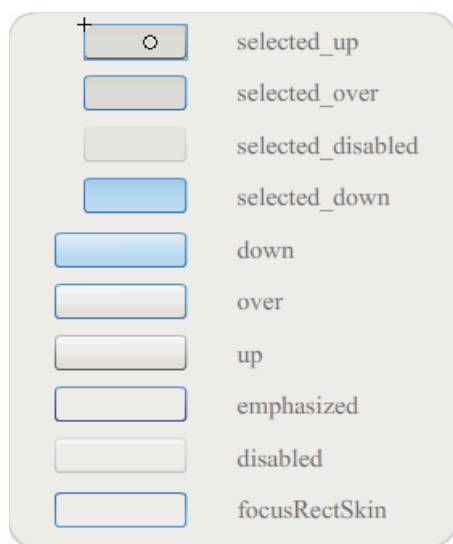 selected_up
selected_over
selected_disabled
selected_down
down
over
up
emphasized
disabled
focusRectSkin